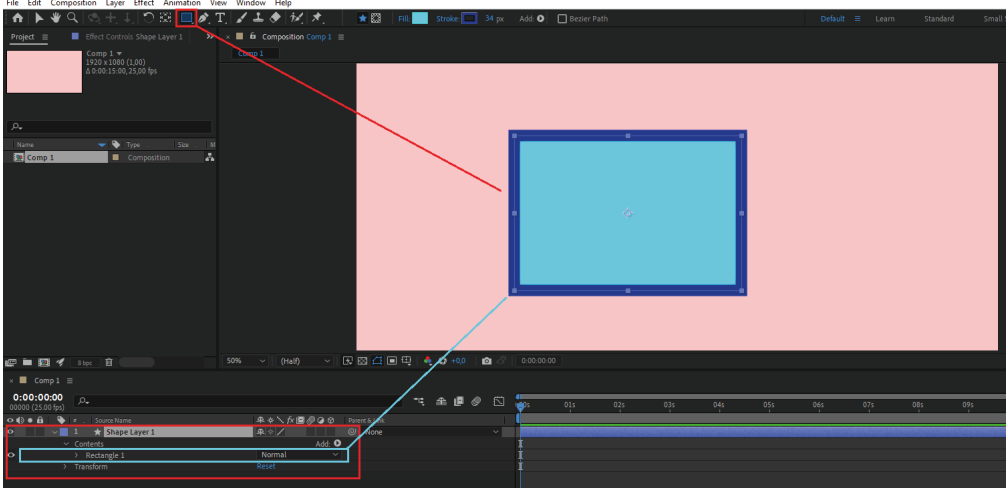 File Edit Composition Layer Effect Animation View Window Help
Fill: Stroke: 34 px Add: Bezier Path Default Learn Standard Small S
Project Effect Controls Shape Layer 1 Composition Comp 1
Comp 1
Comp 1
1920 x 1080 (1,00)
Δ 0:00:15:00, 25,00 fps
Name Type Size M
Comp 1 Composition
8 bpc 50% (Half) +0,0 0:00:00:00
Comp 1
0:00:00:00
00000 (25.00 fps)
:00s 01s 02s 03s 04s 05s 06s 07s 08s 09s
# Source Name Parent & Link
1 Shape Layer 1 None
Contents Add:
Rectangle 1 Normal
Transform Reset